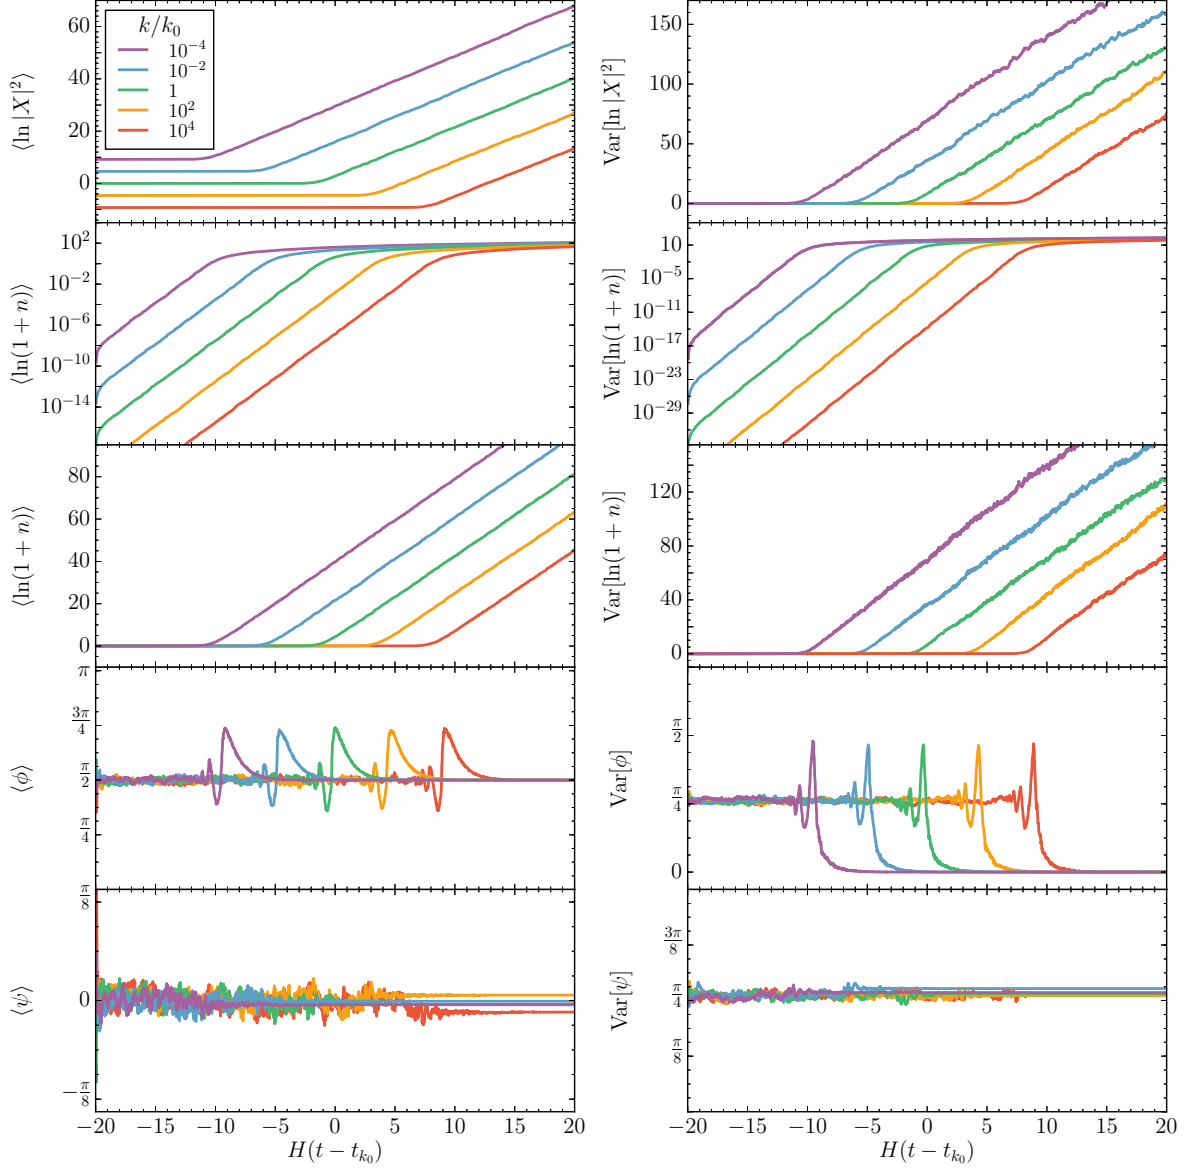 ⟨ln |X|²⟩
60
40
20
0
k/k₀
10⁻⁴
10⁻²
1
10²
10⁴
Var[ln |X|²]
150
100
50
0
⟨ln(1 + n)⟩
10²
10⁻²
10⁻⁶
10⁻¹⁰
10⁻¹⁴
Var[ln(1 + n)]
10
10⁻⁵
10⁻¹¹
10⁻¹⁷
10⁻²³
10⁻²⁹
⟨ln(1 + n)⟩
80
60
40
20
0
Var[ln(1 + n)]
120
80
40
0
⟨ϕ⟩
π
3π/4
π/2
π/4
Var[ϕ]
π/2
π/4
0
⟨ψ⟩
π/8
0
−π/8
Var[ψ]
3π/8
π/4
π/8
−20 −15 −10 −5 0 5 10 15 20
H(t − tₖ₀)
−20 −15 −10 −5 0 5 10 15 20
H(t − tₖ₀)